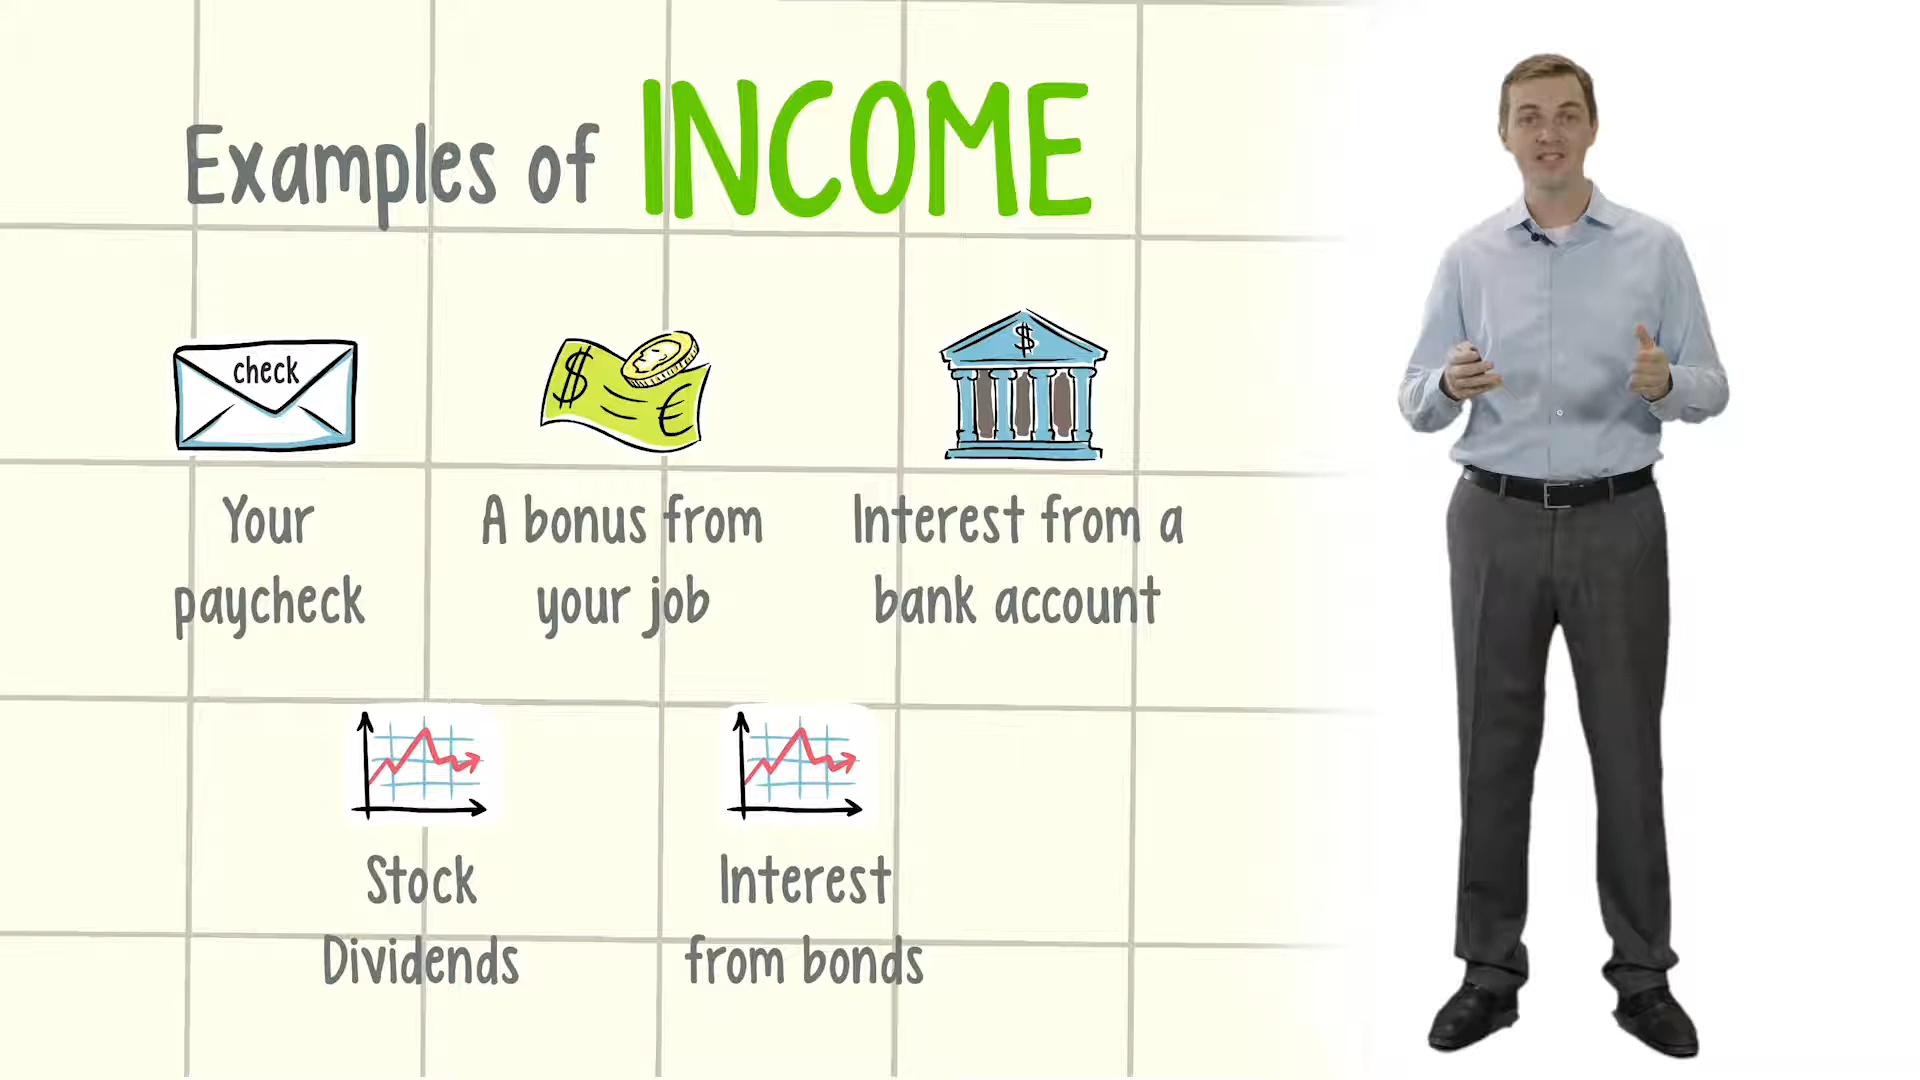 Examples of INCOME
check
$
€
$
Your
paycheck
A bonus from
your job
Interest from a
bank account
Stock
Dividends
Interest
from bonds